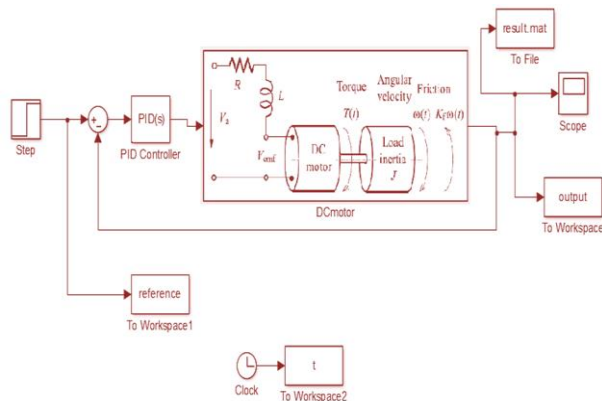 result.mat
To File
R
L
Torque
Angular
velocity
Friction
T(t)
ω(t)
K_f ω(t)
Scope
V_a
V_emf
DC
motor
Load
inertia
J
Step
PID(s)
PID Controller
DCmotor
output
To Workspace
reference
To Workspace1
t
Clock
To Workspace2